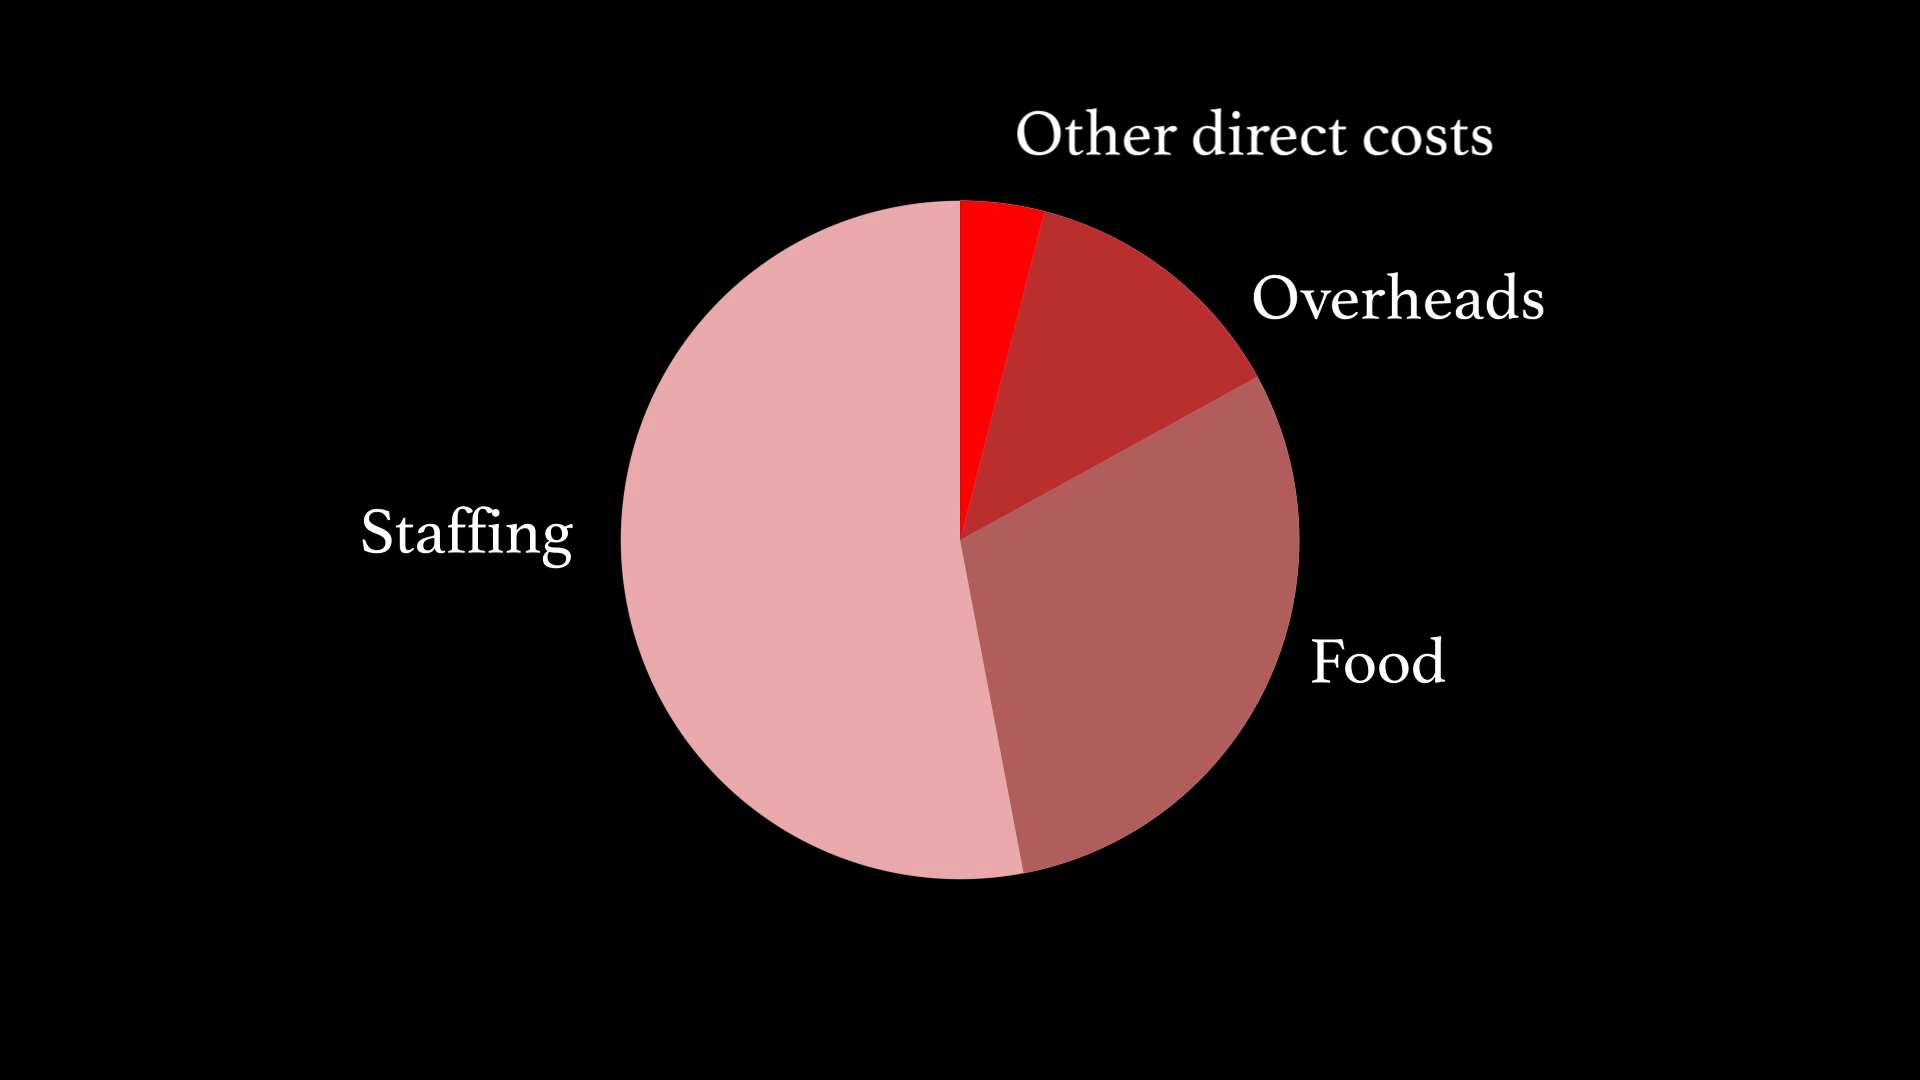 Other direct costs
Overheads
Staffing
Food